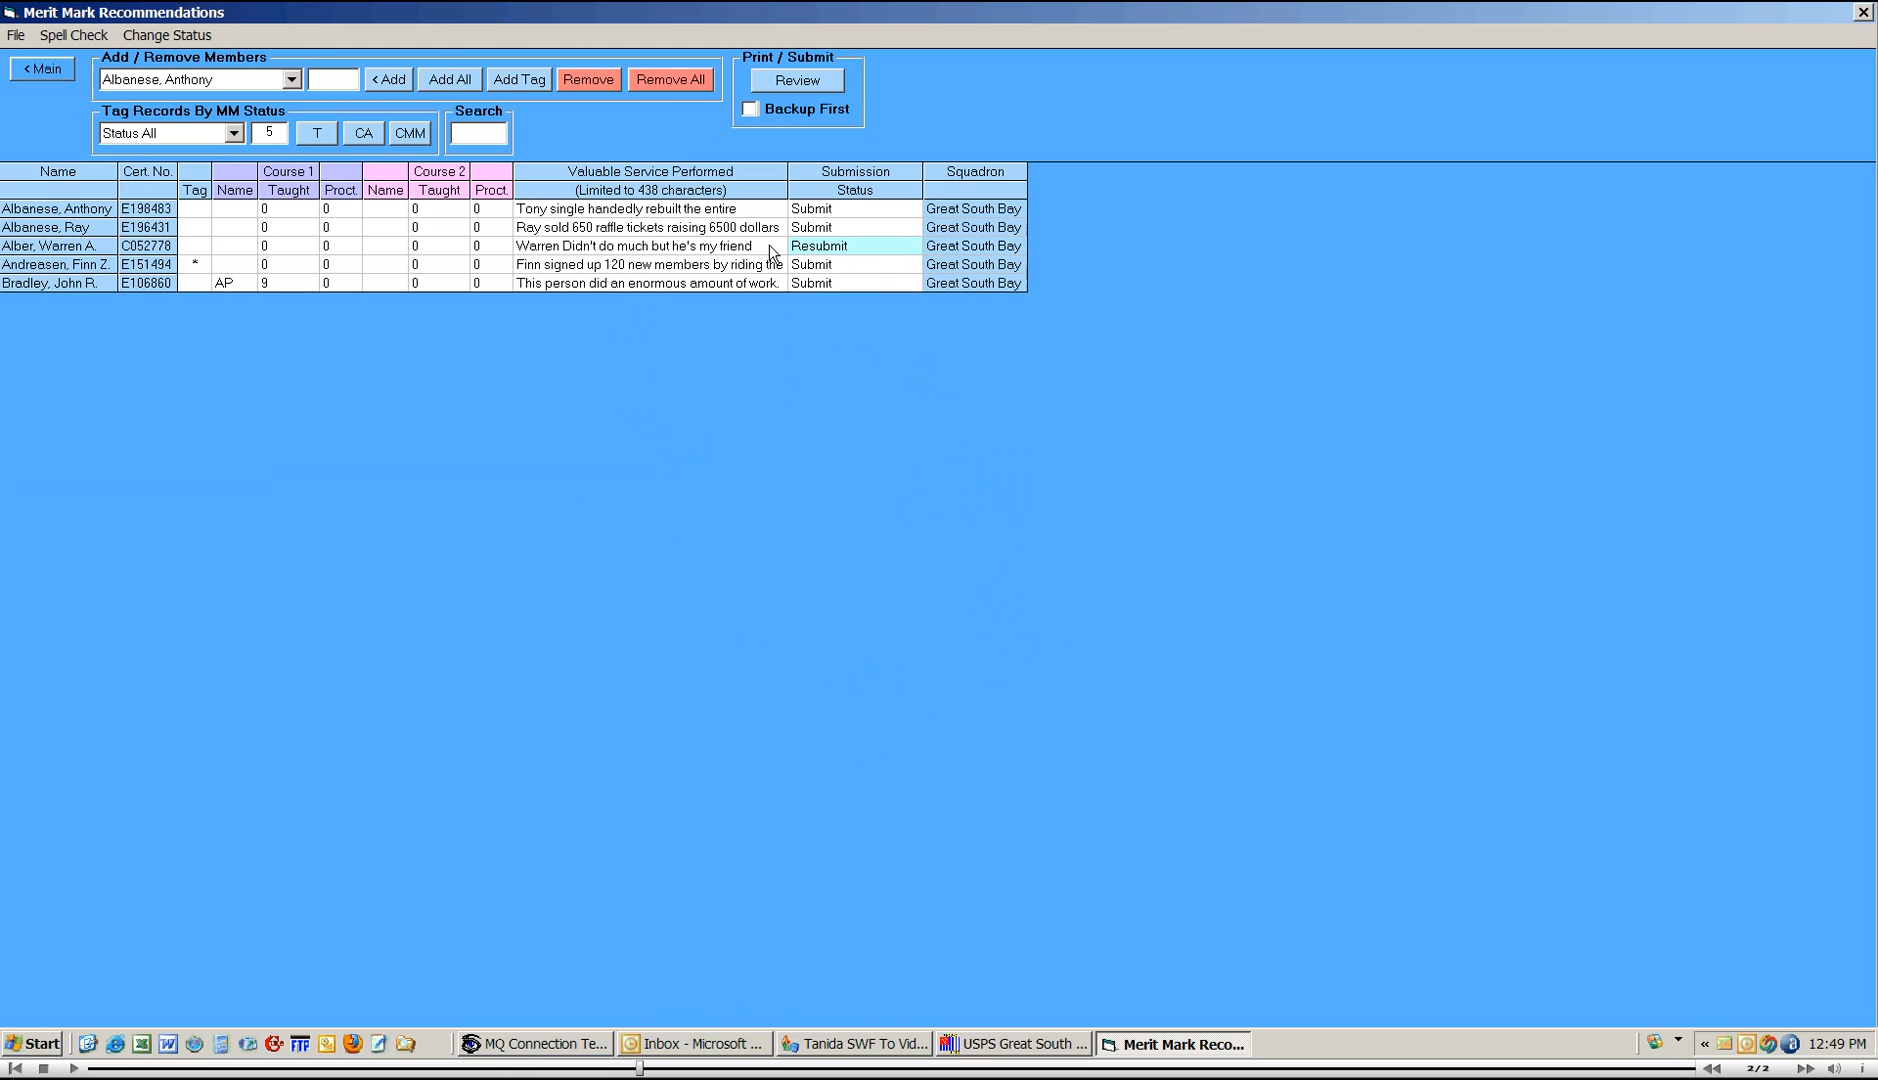 Merit Mark Recommendations
File Spell Check Change Status
< Main
Add / Remove Members
Albanese, Anthony < Add Add All Add Tag Remove Remove All
Print / Submit
Review
Backup First
Tag Records By MM Status
Status All 5 T CA CMM
Search
Name Cert. No. Course 1 Course 2 Valuable Service Performed Submission Squadron
Tag Name Taught Proct. Name Taught Proct. (Limited to 438 characters) Status
Albanese, Anthony E198483 0 0 0 0 Tony single handedly rebuilt the entire Submit Great South Bay
Albanese, Ray E196431 0 0 0 0 Ray sold 650 raffle tickets raising 6500 dollars Submit Great South Bay
Alber, Warren A. C052778 0 0 0 0 Warren Didn't do much but he's my friend Resubmit Great South Bay
Andreasen, Finn Z. E151494 * 0 0 0 0 Finn signed up 120 new members by riding the Submit Great South Bay
Bradley, John R. E106860 AP 9 0 0 0 This person did an enormous amount of work. Submit Great South Bay
Start FTP MQ Connection Te... Inbox - Microsoft ... Tanida SWF To Vid... USPS Great South ... Merit Mark Reco... « 12:49 PM
2/2 i